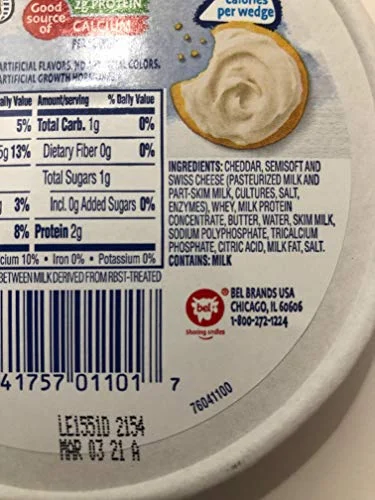 Good
source
of
2g PROTEIN
CALCIUM
PER
Calories
per wedge
ARTIFICIAL FLAVORS, NO COLORS,
ARTIFICIAL GROWTH
Daily Value Amount/serving % Daily Value
5% Total Carb. 1g 0%
5g 13% Dietary Fiber 0g 0%
Total Sugars 1g
3% Incl. 0g Added Sugars 0%
8% Protein 2g
cium 10% • Iron 0% • Potassium 0%
BETWEEN MILK DERIVED FROM RBST-TREATED
INGREDIENTS: CHEDDAR, SEMISOFT AND
SWISS CHEESE (PASTEURIZED MILK AND
PART-SKIM MILK, CULTURES, SALT,
ENZYMES), WHEY, MILK PROTEIN
CONCENTRATE, BUTTER, WATER, SKIM MILK,
SODIUM POLYPHOSPHATE, TRICALCIUM
PHOSPHATE, CITRIC ACID, MILK FAT, SALT.
CONTAINS: MILK
bel ®
Sharing smiles
BEL BRANDS USA
CHICAGO, IL 60606
1-800-272-1224
41757 01101 7
76041100
LE1551D 2154
MAR 03 21 A